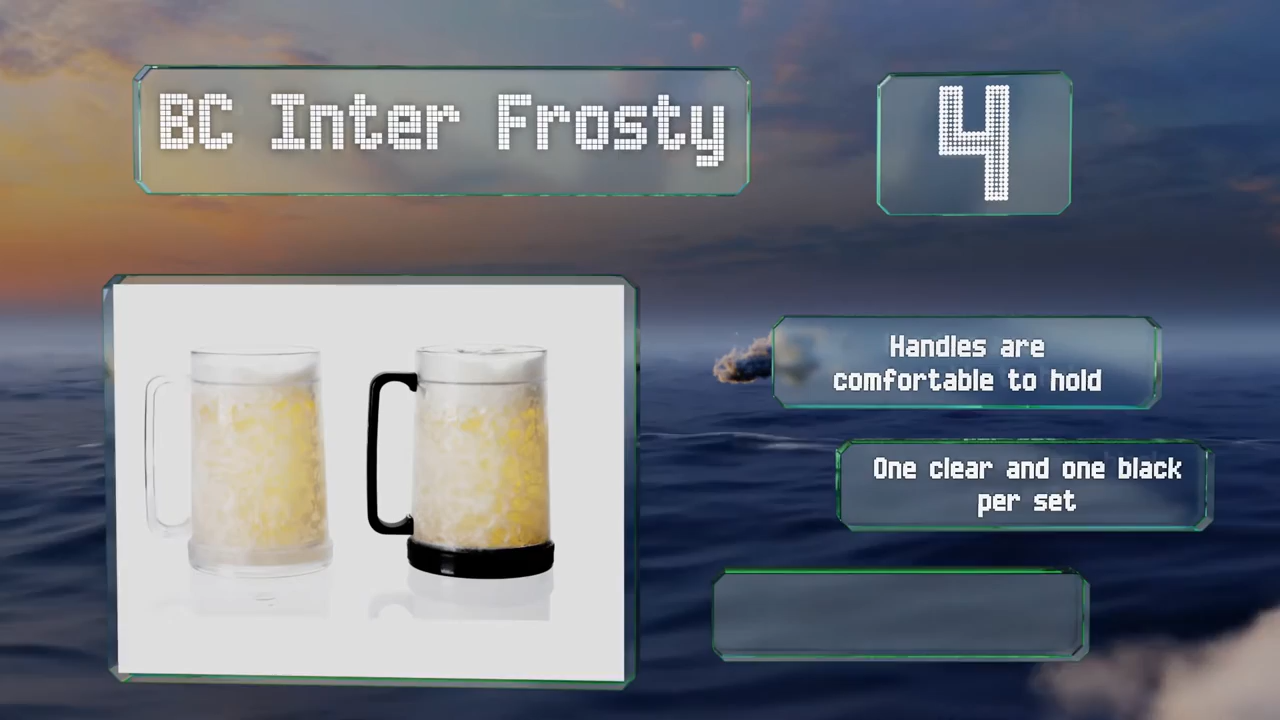 BC Inter Frosty
4
Handles are
comfortable to hold
One clear and one black
per set